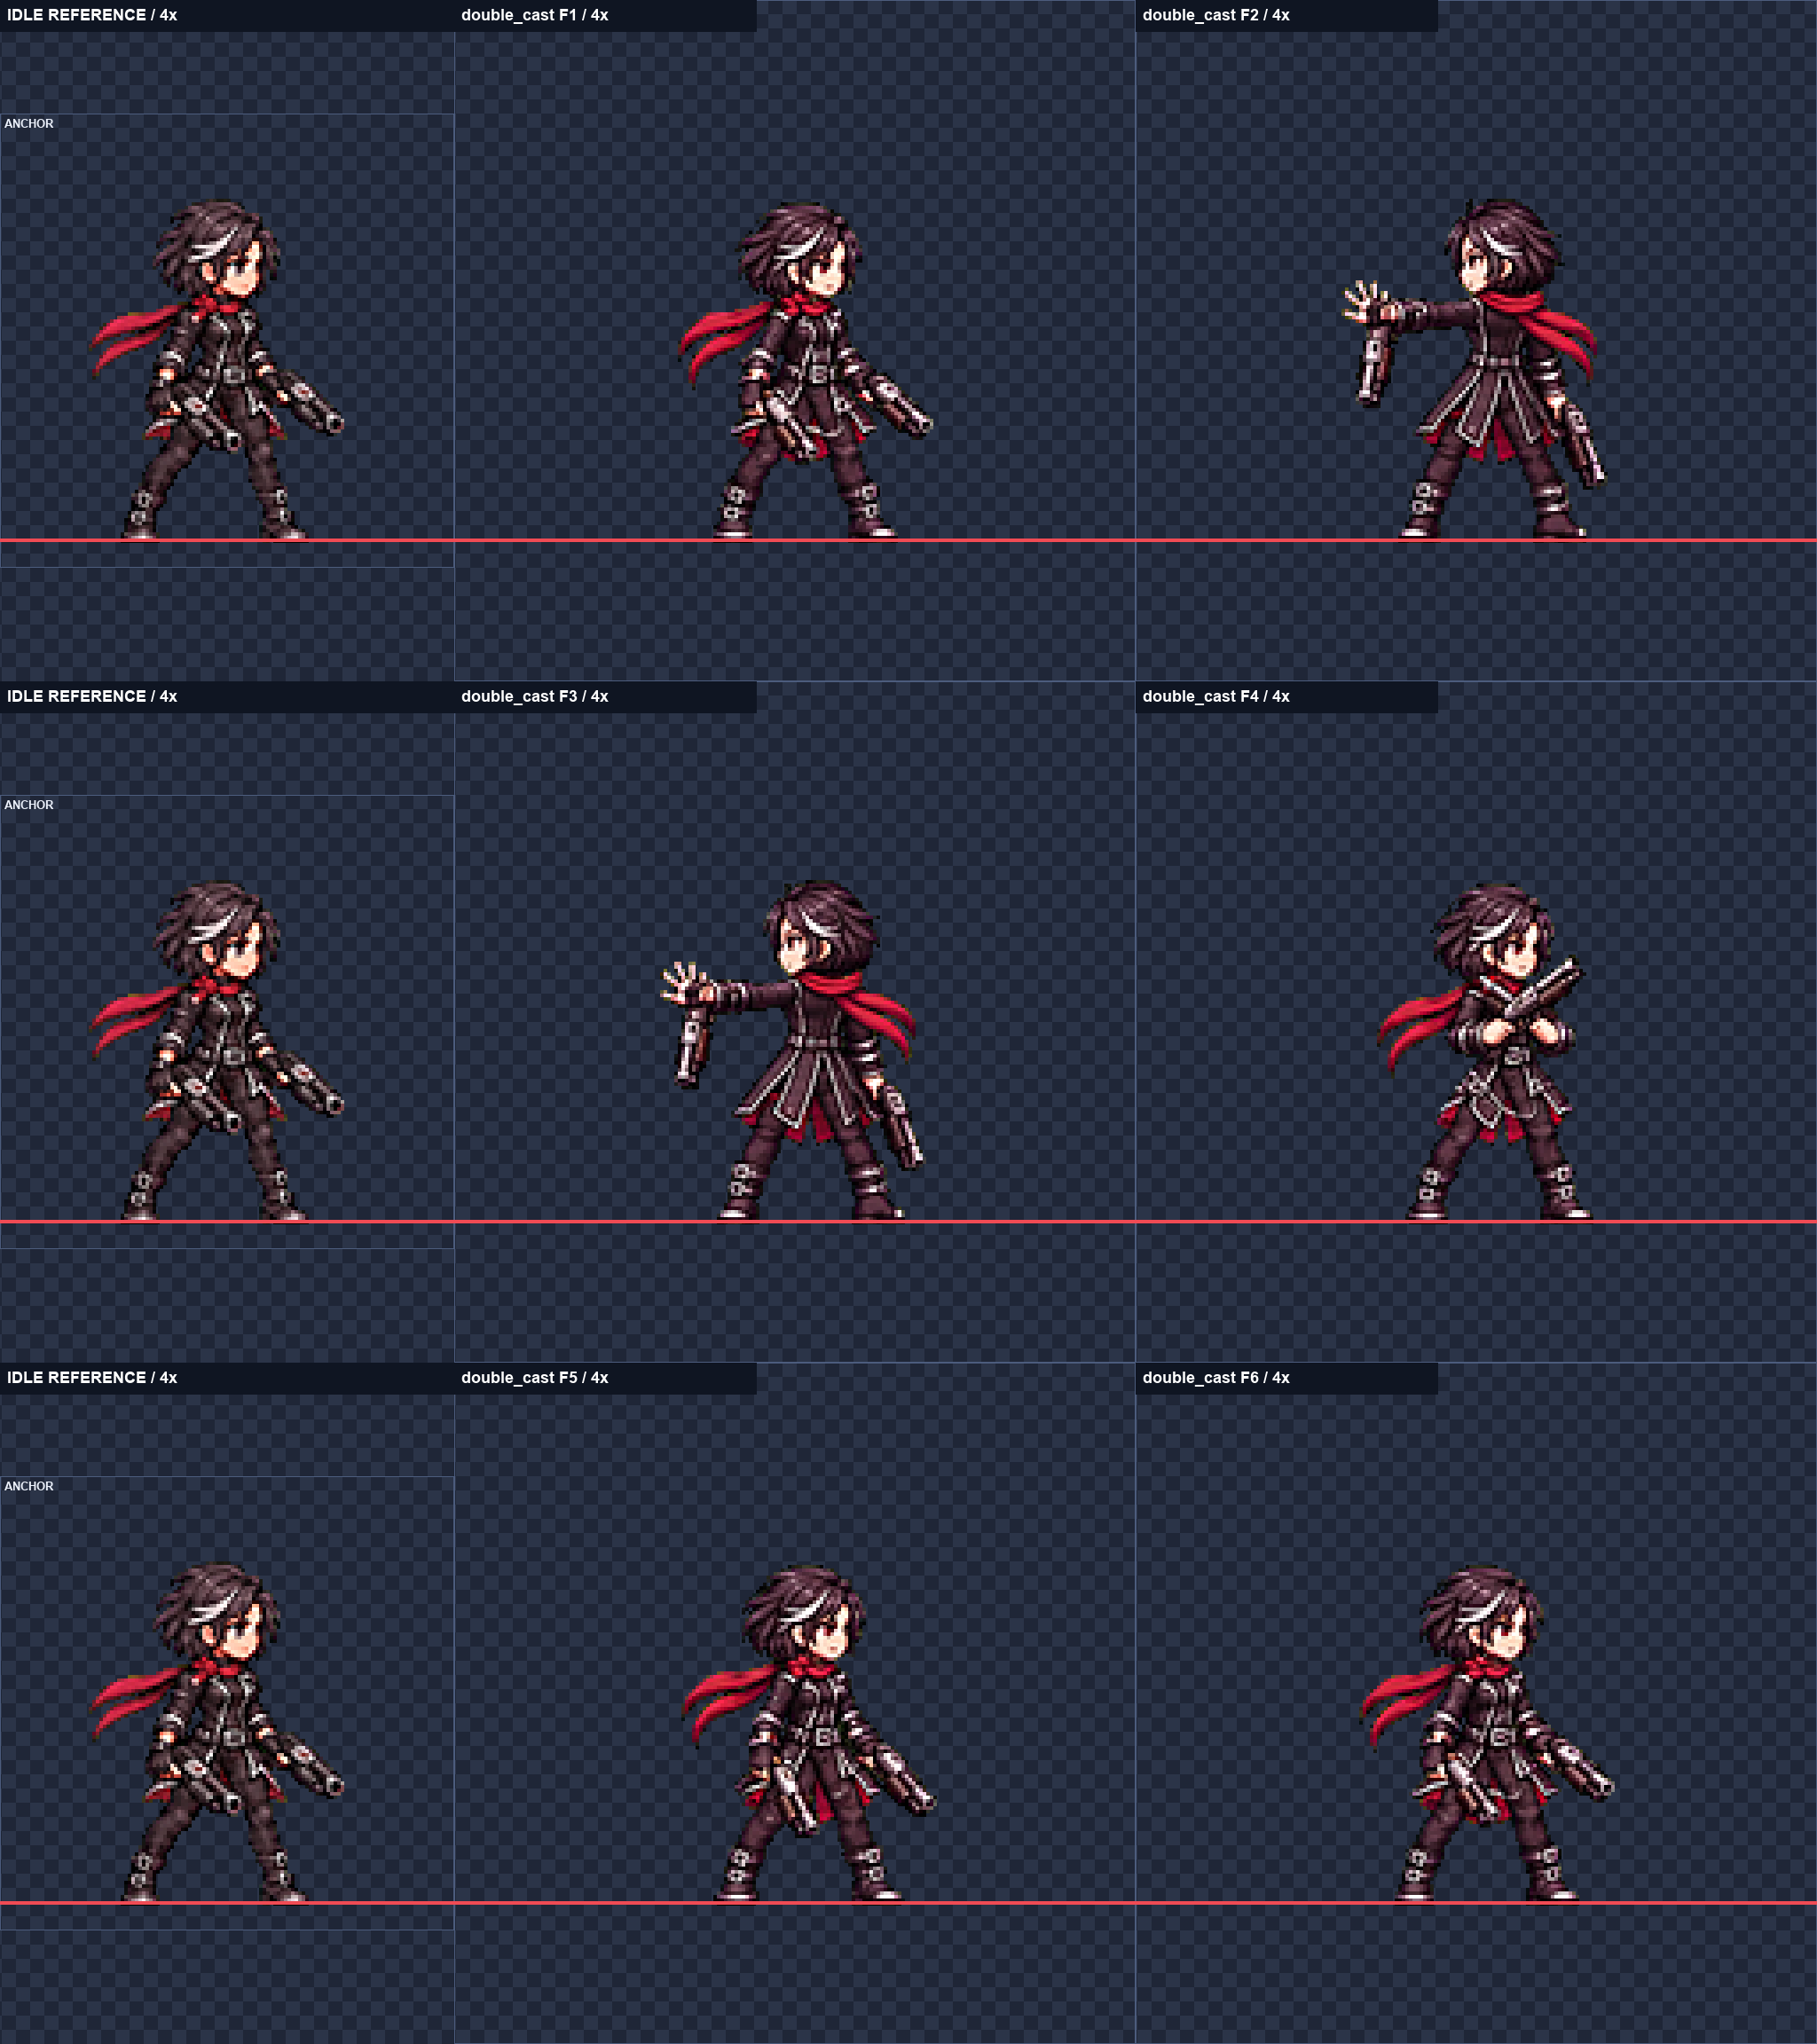 IDLE REFERENCE / 4x
double_cast F1 / 4x
double_cast F2 / 4x
ANCHOR
IDLE REFERENCE / 4x
double_cast F3 / 4x
double_cast F4 / 4x
ANCHOR
IDLE REFERENCE / 4x
double_cast F5 / 4x
double_cast F6 / 4x
ANCHOR